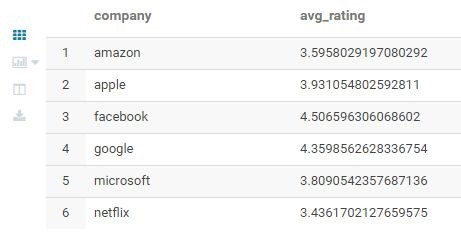 company avg_rating
1 amazon 3.5958029197080292
2 apple 3.931054802592811
3 facebook 4.506596306068602
4 google 4.3598562628336754
5 microsoft 3.8090542357687136
6 netflix 3.4361702127659575